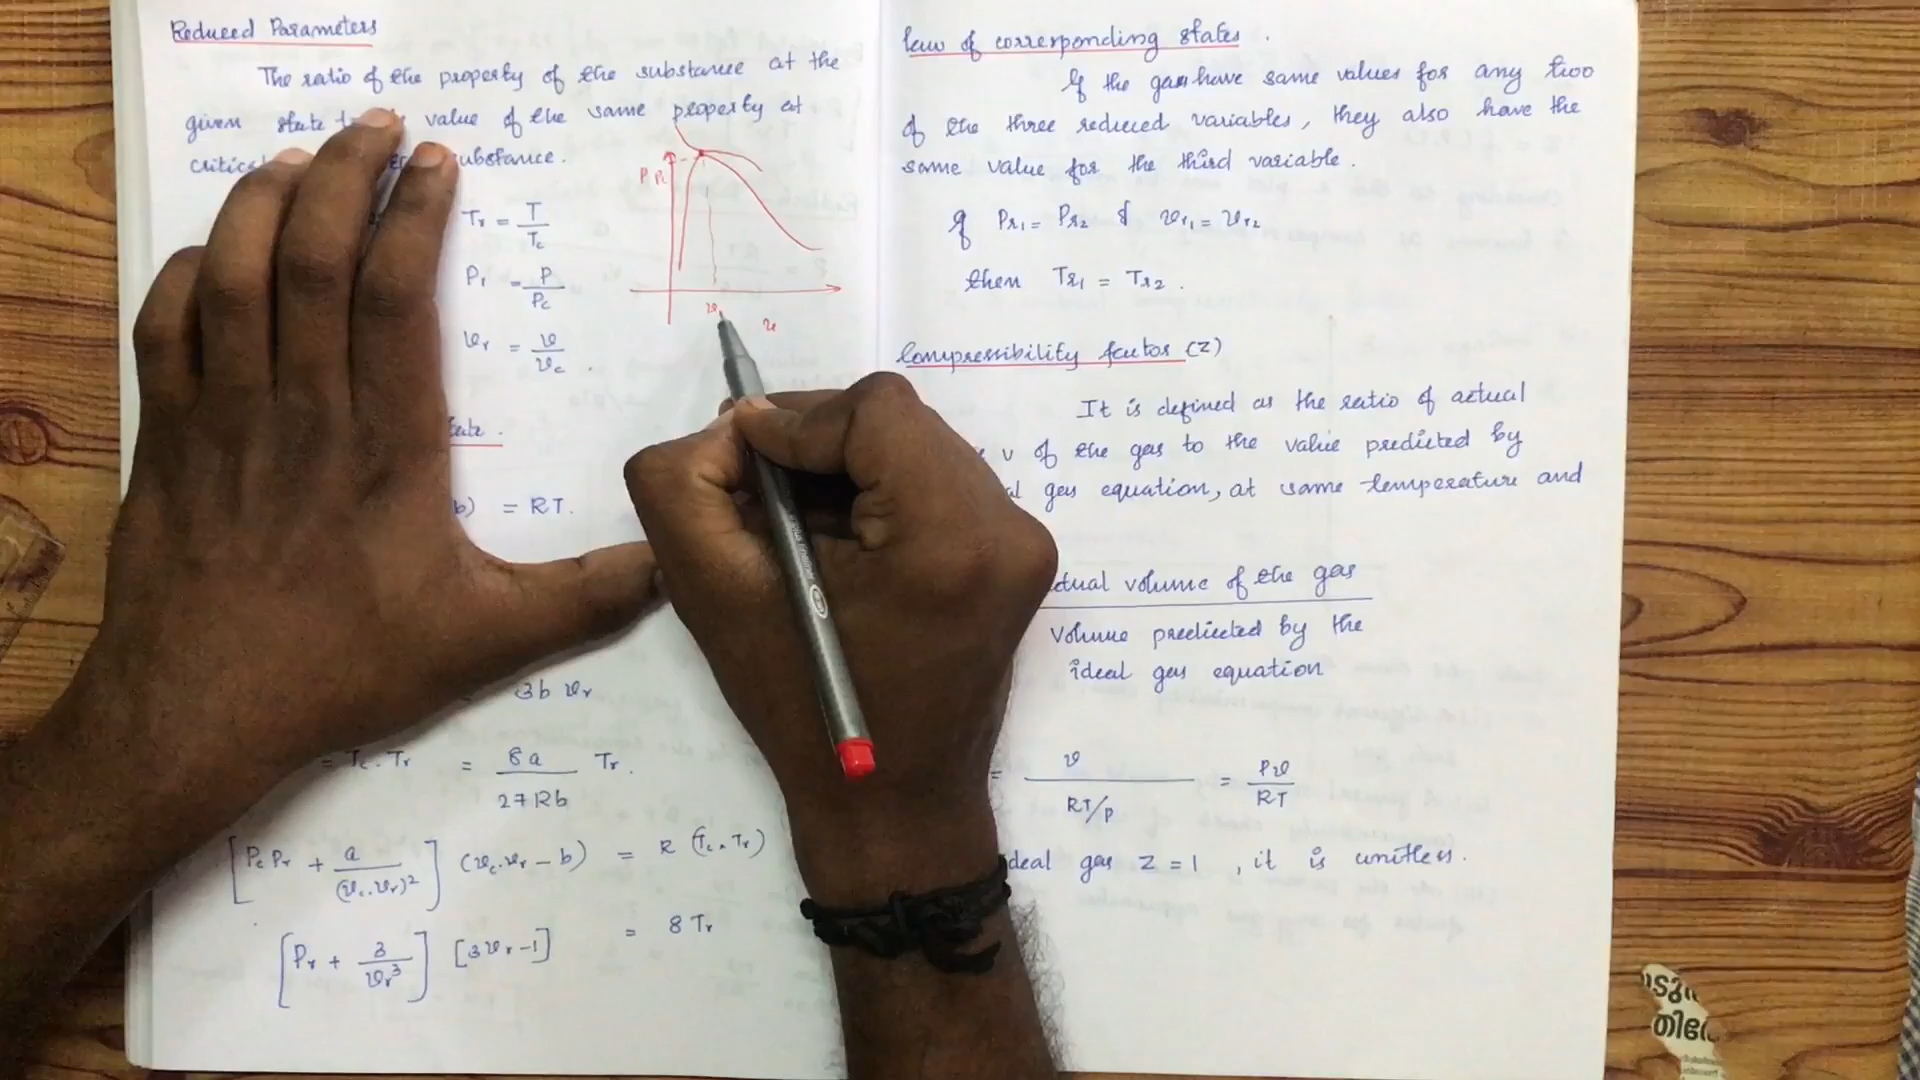 Reduced Parameters
The ratio of the property of the substance at the
given state value of the same property at
substance.
Tr = T / Tc
Pr = P / Pc
vr = v / vc .
P Pc
v
b) = RT.
3b vr
= Tc . Tr = 8a / 27Rb Tr.
[Pc Pr + a / (vc.vr)2] (vc.vr - b) = R (Tc . Tr)
[Pr + 3 / vr3] [3vr - 1] = 8 Tr
law of corresponding states .
If the gas have same values for any two
of the three reduced variables, they also have the
same value for the third variable .
If Pr1 = Pr2 & vr1 = vr2
then Tr1 = Tr2 .
Compressibility factor (Z)
It is defined as the ratio of actual
v of the gas to the value predicted by
gas equation, at same temperature and
volume of the gas
volume predicted by the
ideal gas equation
= v / RT/P = Pv / RT
gas Z = 1 , it is unitless.